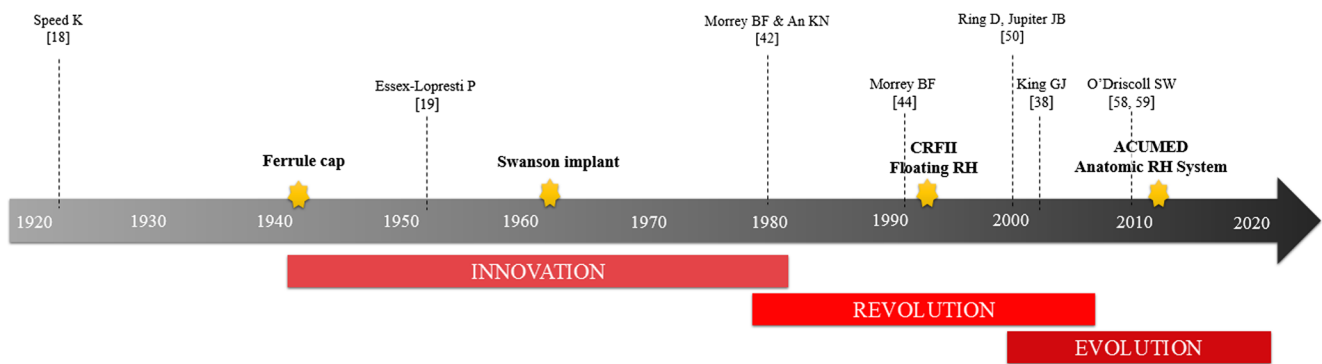 Speed K
[18]
Essex-Lopresti P
[19]
Morrey BF & An KN
[42]
Morrey BF
[44]
Ring D, Jupiter JB
[50]
King GJ
[38]
O’Driscoll SW
[58, 59]
Ferrule cap
Swanson implant
CRFII
Floating RH
ACUMED
Anatomic RH System
1920 1930 1940 1950 1960 1970 1980 1990 2000 2010 2020
INNOVATION
REVOLUTION
EVOLUTION